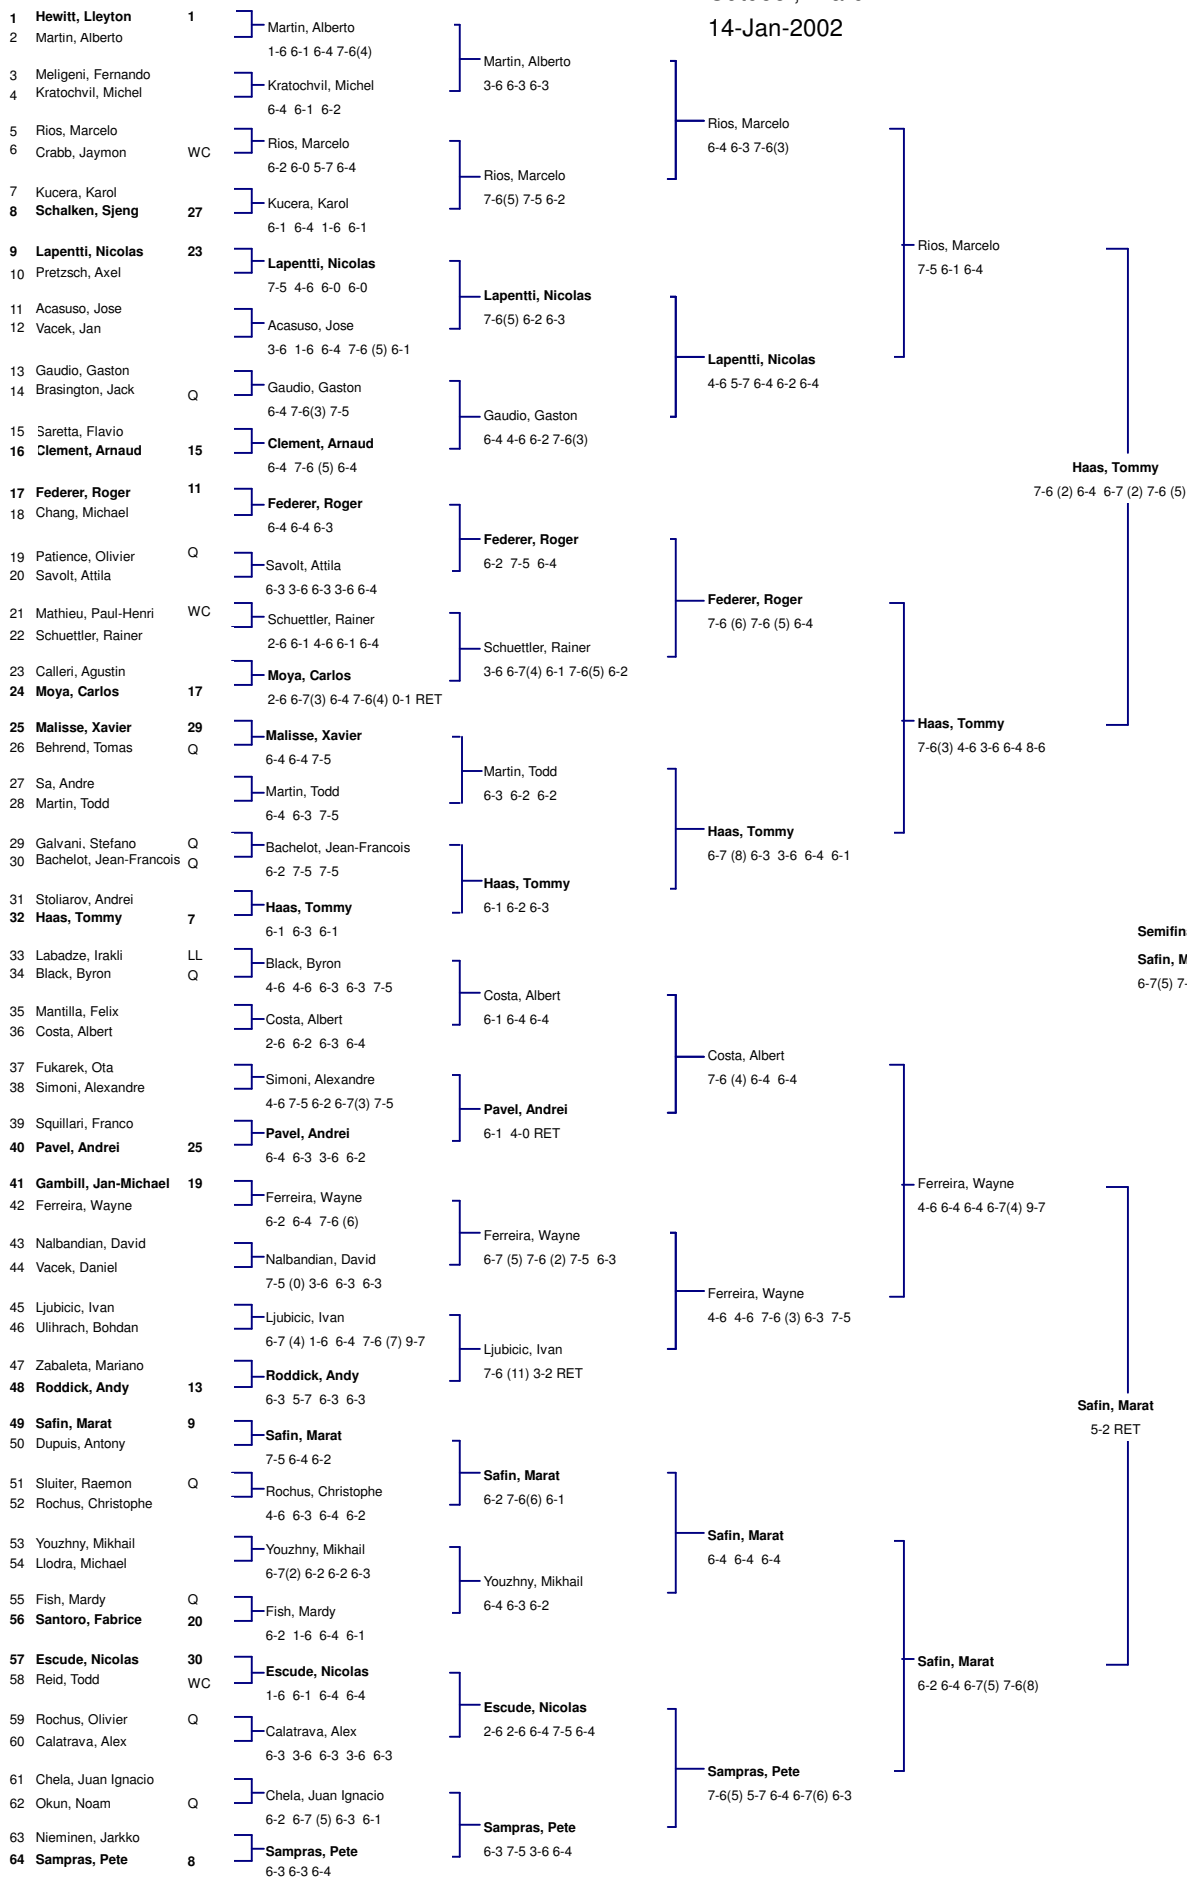 14-Jan-2002
1 Hewitt, Lleyton 1
2 Martin, Alberto
3 Meligeni, Fernando
4 Kratochvil, Michel
5 Rios, Marcelo
6 Crabb, Jaymon WC
7 Kucera, Karol
8 Schalken, Sjeng 27
9 Lapentti, Nicolas 23
10 Pretzsch, Axel
11 Acasuso, Jose
12 Vacek, Jan
13 Gaudio, Gaston
14 Brasington, Jack Q
15 Saretta, Flavio
16 Clement, Arnaud 15
17 Federer, Roger 11
18 Chang, Michael
19 Patience, Olivier Q
20 Savolt, Attila
21 Mathieu, Paul-Henri WC
22 Schuettler, Rainer
23 Calleri, Agustin
24 Moya, Carlos 17
25 Malisse, Xavier 29
26 Behrend, Tomas Q
27 Sa, Andre
28 Martin, Todd
29 Galvani, Stefano Q
30 Bachelot, Jean-Francois Q
31 Stoliarov, Andrei
32 Haas, Tommy 7
33 Labadze, Irakli LL
34 Black, Byron Q
35 Mantilla, Felix
36 Costa, Albert
37 Fukarek, Ota
38 Simoni, Alexandre
39 Squillari, Franco
40 Pavel, Andrei 25
41 Gambill, Jan-Michael 19
42 Ferreira, Wayne
43 Nalbandian, David
44 Vacek, Daniel
45 Ljubicic, Ivan
46 Ulihrach, Bohdan
47 Zabaleta, Mariano
48 Roddick, Andy 13
49 Safin, Marat 9
50 Dupuis, Antony
51 Sluiter, Raemon Q
52 Rochus, Christophe
53 Youzhny, Mikhail
54 Llodra, Michael
55 Fish, Mardy Q
56 Santoro, Fabrice 20
57 Escude, Nicolas 30
58 Reid, Todd WC
59 Rochus, Olivier Q
60 Calatrava, Alex
61 Chela, Juan Ignacio
62 Okun, Noam Q
63 Nieminen, Jarkko
64 Sampras, Pete 8
Martin, Alberto
1-6 6-1 6-4 7-6(4)
Kratochvil, Michel
6-4 6-1 6-2
Rios, Marcelo
6-2 6-0 5-7 6-4
Kucera, Karol
6-1 6-4 1-6 6-1
Lapentti, Nicolas
7-5 4-6 6-0 6-0
Acasuso, Jose
3-6 1-6 6-4 7-6 (5) 6-1
Gaudio, Gaston
6-4 7-6(3) 7-5
Clement, Arnaud
6-4 7-6 (5) 6-4
Federer, Roger
6-4 6-4 6-3
Savolt, Attila
6-3 3-6 6-3 3-6 6-4
Schuettler, Rainer
2-6 6-1 4-6 6-1 6-4
Moya, Carlos
2-6 6-7(3) 6-4 7-6(4) 0-1 RET
Malisse, Xavier
6-4 6-4 7-5
Martin, Todd
6-4 6-3 7-5
Bachelot, Jean-Francois
6-2 7-5 7-5
Haas, Tommy
6-1 6-3 6-1
Black, Byron
4-6 4-6 6-3 6-3 7-5
Costa, Albert
2-6 6-2 6-3 6-4
Simoni, Alexandre
4-6 7-5 6-2 6-7(3) 7-5
Pavel, Andrei
6-4 6-3 3-6 6-2
Ferreira, Wayne
6-2 6-4 7-6 (6)
Nalbandian, David
7-5 (0) 3-6 6-3 6-3
Ljubicic, Ivan
6-7 (4) 1-6 6-4 7-6 (7) 9-7
Roddick, Andy
6-3 5-7 6-3 6-3
Safin, Marat
7-5 6-4 6-2
Rochus, Christophe
4-6 6-3 6-4 6-2
Youzhny, Mikhail
6-7(2) 6-2 6-2 6-3
Fish, Mardy
6-2 1-6 6-4 6-1
Escude, Nicolas
1-6 6-1 6-4 6-4
Calatrava, Alex
6-3 3-6 6-3 3-6 6-3
Chela, Juan Ignacio
6-2 6-7 (5) 6-3 6-1
Sampras, Pete
6-3 6-3 6-4
Martin, Alberto
3-6 6-3 6-3
Rios, Marcelo
7-6(5) 7-5 6-2
Lapentti, Nicolas
7-6(5) 6-2 6-3
Gaudio, Gaston
6-4 4-6 6-2 7-6(3)
Federer, Roger
6-2 7-5 6-4
Schuettler, Rainer
3-6 6-7(4) 6-1 7-6(5) 6-2
Martin, Todd
6-3 6-2 6-2
Haas, Tommy
6-1 6-2 6-3
Costa, Albert
6-1 6-4 6-4
Pavel, Andrei
6-1 4-0 RET
Ferreira, Wayne
6-7 (5) 7-6 (2) 7-5 6-3
Ljubicic, Ivan
7-6 (11) 3-2 RET
Safin, Marat
6-2 7-6(6) 6-1
Youzhny, Mikhail
6-4 6-3 6-2
Escude, Nicolas
2-6 2-6 6-4 7-5 6-4
Sampras, Pete
6-3 7-5 3-6 6-4
Rios, Marcelo
6-4 6-3 7-6(3)
Lapentti, Nicolas
4-6 5-7 6-4 6-2 6-4
Federer, Roger
7-6 (6) 7-6 (5) 6-4
Haas, Tommy
6-7 (8) 6-3 3-6 6-4 6-1
Costa, Albert
7-6 (4) 6-4 6-4
Ferreira, Wayne
4-6 4-6 7-6 (3) 6-3 7-5
Safin, Marat
6-4 6-4 6-4
Sampras, Pete
7-6(5) 5-7 6-4 6-7(6) 6-3
Rios, Marcelo
7-5 6-1 6-4
Haas, Tommy
7-6(3) 4-6 3-6 6-4 8-6
Ferreira, Wayne
4-6 6-4 6-4 6-7(4) 9-7
Safin, Marat
6-2 6-4 6-7(5) 7-6(8)
Haas, Tommy
7-6 (2) 6-4 6-7 (2) 7-6 (5)
Safin, Marat
5-2 RET
Semifin
Safin, M
6-7(5) 7-